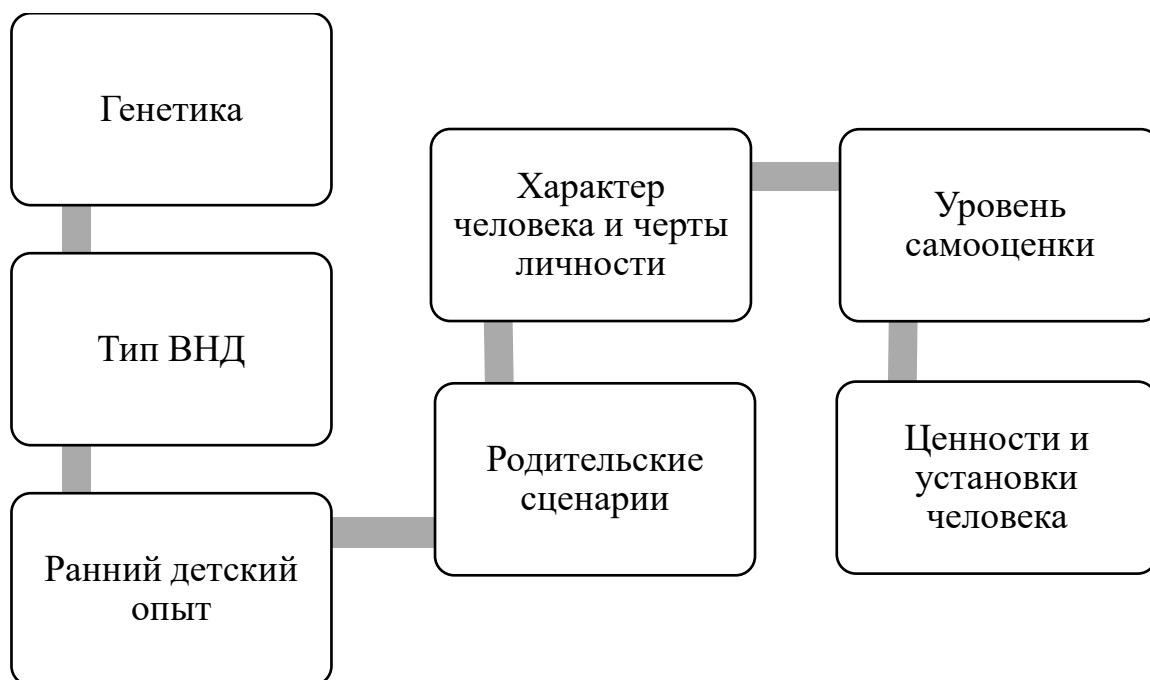 Генетика
Тип ВНД
Ранний детский
опыт
Родительские
сценарии
Характер
человека и черты
личности
Уровень
самооценки
Ценности и
установки
человека